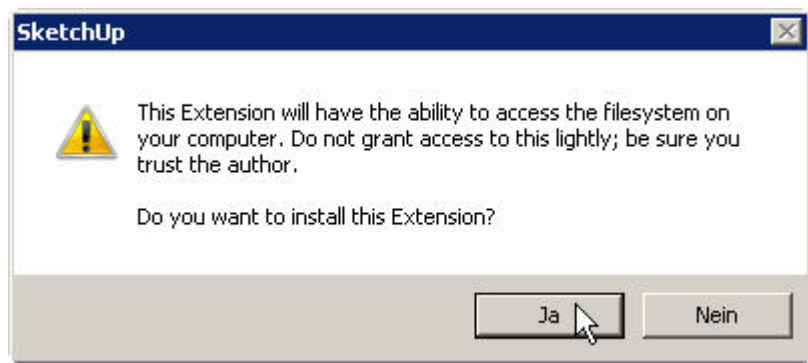 SketchUp
This Extension will have the ability to access the filesystem on
your computer. Do not grant access to this lightly; be sure you
trust the author.
Do you want to install this Extension?
Ja
Nein